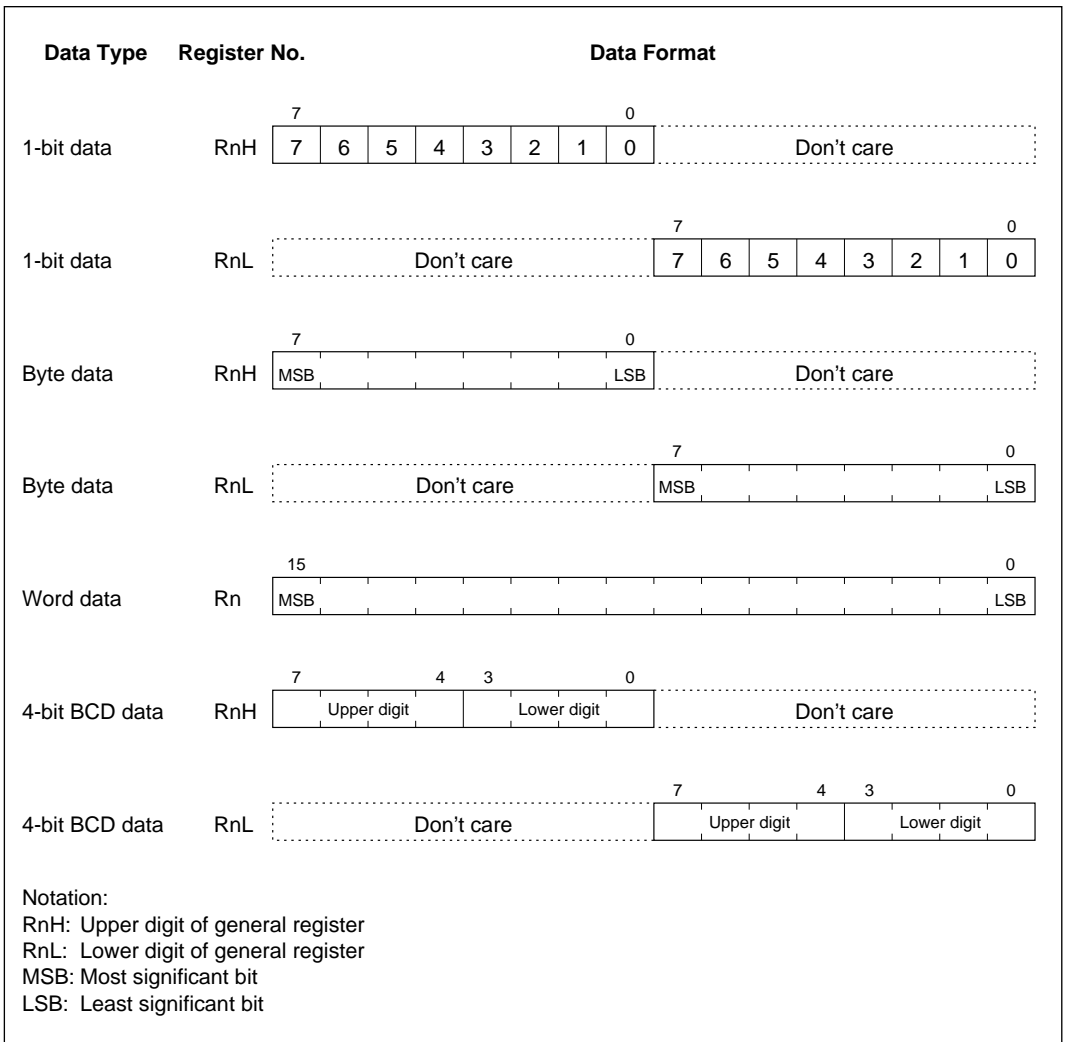 Data Type Register No. Data Format
7 0
1-bit data RnH 7 6 5 4 3 2 1 0 Don't care
7 0
1-bit data RnL Don't care 7 6 5 4 3 2 1 0
7 0
Byte data RnH MSB LSB Don't care
7 0
Byte data RnL Don't care MSB LSB
15 0
Word data Rn MSB LSB
7 4 3 0
4-bit BCD data RnH Upper digit Lower digit Don't care
7 4 3 0
4-bit BCD data RnL Don't care Upper digit Lower digit
Notation:
RnH: Upper digit of general register
RnL: Lower digit of general register
MSB: Most significant bit
LSB: Least significant bit